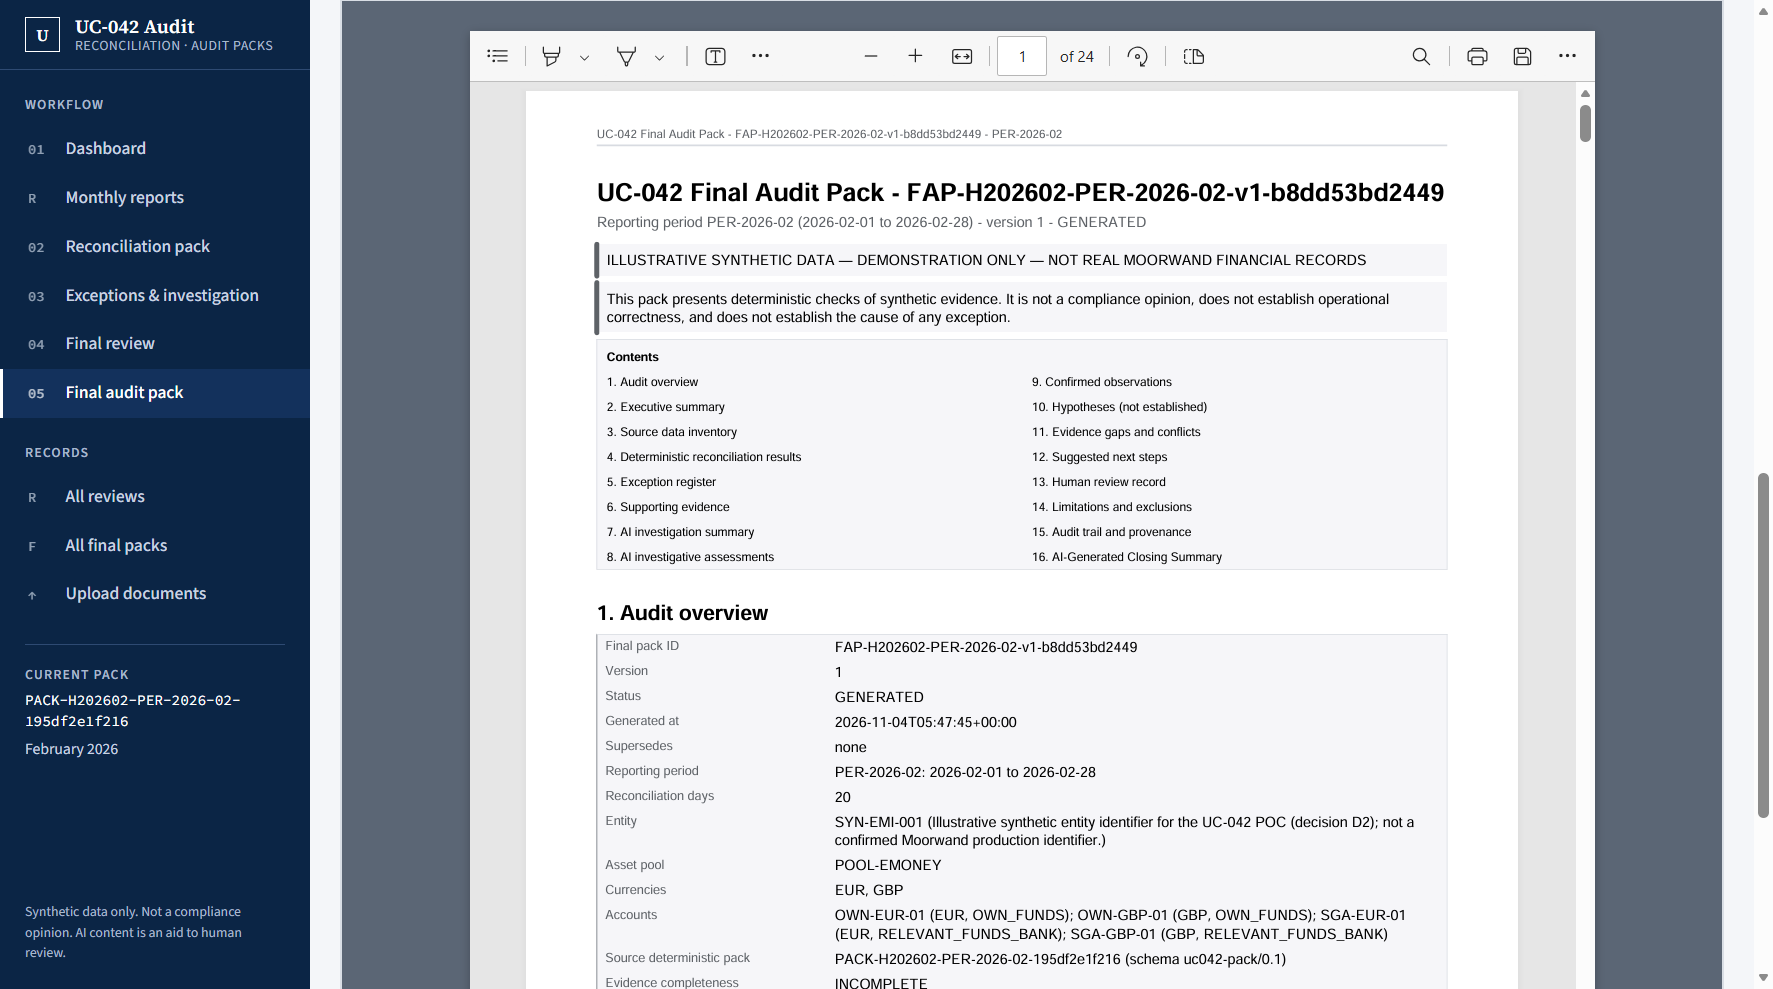 U
UC-042 Audit
RECONCILIATION · AUDIT PACKS
WORKFLOW
01 Dashboard
R Monthly reports
02 Reconciliation pack
03 Exceptions & investigation
04 Final review
05 Final audit pack
RECORDS
R All reviews
F All final packs
↑ Upload documents
CURRENT PACK
PACK-H202602-PER-2026-02-
195df2e1f216
February 2026
Synthetic data only. Not a compliance
opinion. AI content is an aid to human
review.
1 of 24
UC-042 Final Audit Pack - FAP-H202602-PER-2026-02-v1-b8dd53bd2449 - PER-2026-02
UC-042 Final Audit Pack - FAP-H202602-PER-2026-02-v1-b8dd53bd2449
Reporting period PER-2026-02 (2026-02-01 to 2026-02-28) - version 1 - GENERATED
ILLUSTRATIVE SYNTHETIC DATA — DEMONSTRATION ONLY — NOT REAL MOORWAND FINANCIAL RECORDS
This pack presents deterministic checks of synthetic evidence. It is not a compliance opinion, does not establish operational
correctness, and does not establish the cause of any exception.
Contents
1. Audit overview
2. Executive summary
3. Source data inventory
4. Deterministic reconciliation results
5. Exception register
6. Supporting evidence
7. AI investigation summary
8. AI investigative assessments
9. Confirmed observations
10. Hypotheses (not established)
11. Evidence gaps and conflicts
12. Suggested next steps
13. Human review record
14. Limitations and exclusions
15. Audit trail and provenance
16. AI-Generated Closing Summary
1. Audit overview
Final pack ID FAP-H202602-PER-2026-02-v1-b8dd53bd2449
Version 1
Status GENERATED
Generated at 2026-11-04T05:47:45+00:00
Supersedes none
Reporting period PER-2026-02: 2026-02-01 to 2026-02-28
Reconciliation days 20
Entity SYN-EMI-001 (Illustrative synthetic entity identifier for the UC-042 POC (decision D2); not a
confirmed Moorwand production identifier.)
Asset pool POOL-EMONEY
Currencies EUR, GBP
Accounts OWN-EUR-01 (EUR, OWN_FUNDS); OWN-GBP-01 (GBP, OWN_FUNDS); SGA-EUR-01
(EUR, RELEVANT_FUNDS_BANK); SGA-GBP-01 (GBP, RELEVANT_FUNDS_BANK)
Source deterministic pack PACK-H202602-PER-2026-02-195df2e1f216 (schema uc042-pack/0.1)
Evidence completeness INCOMPLETE